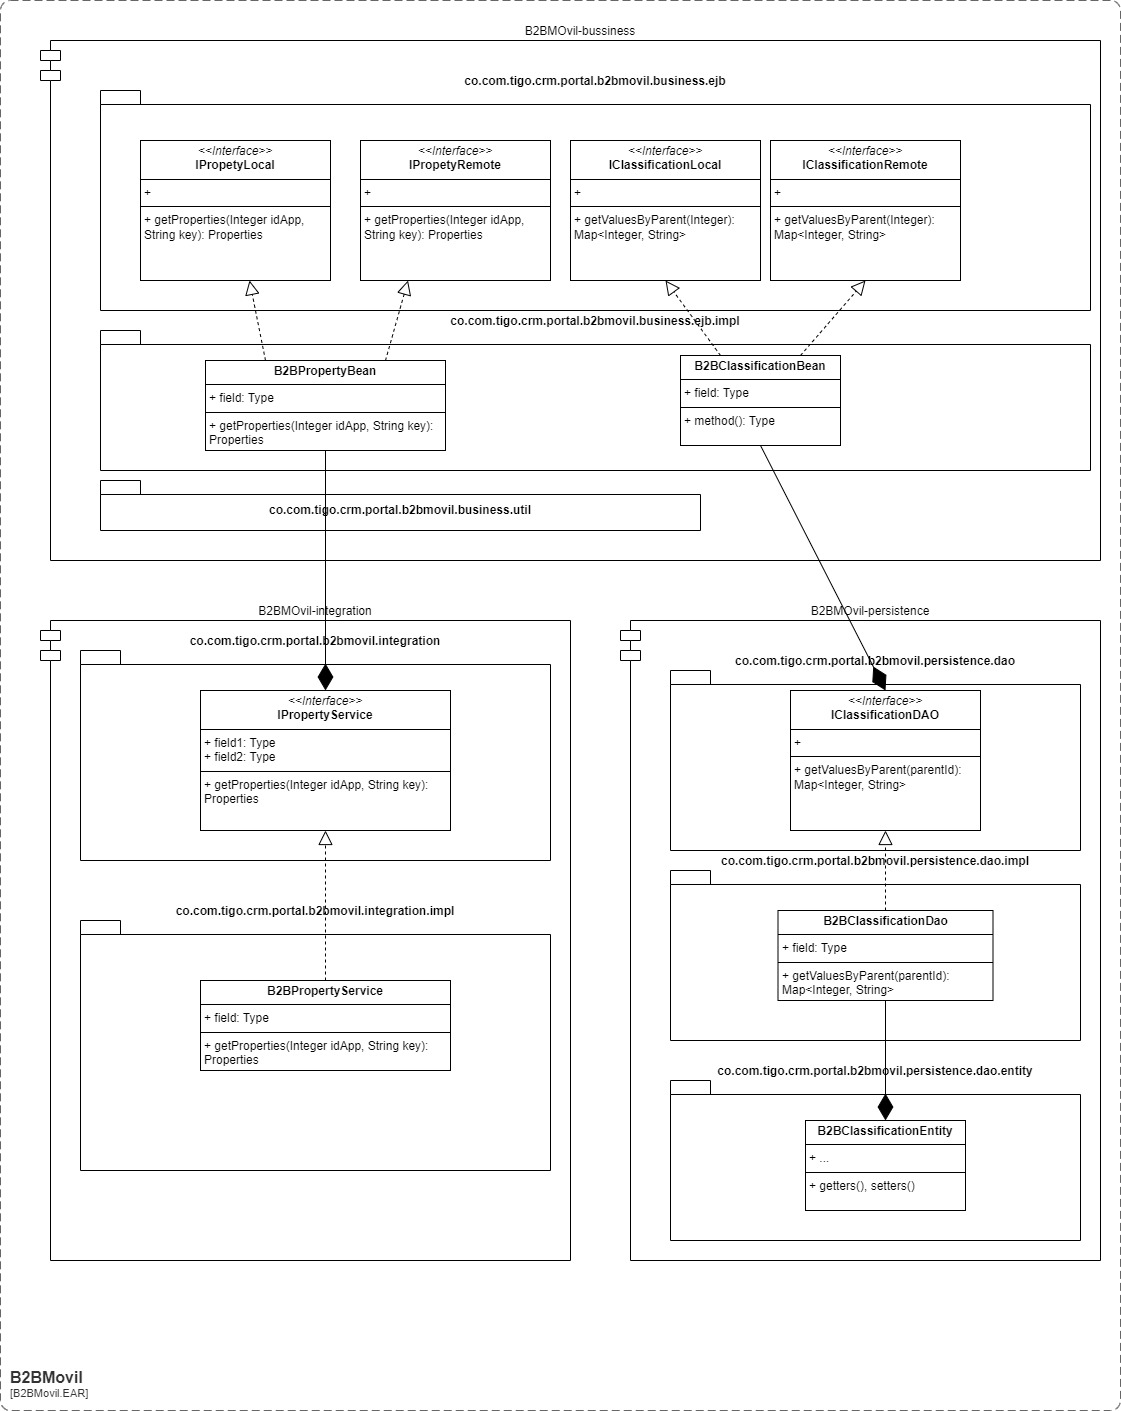 B2BMOvil-bussiness
co.com.tigo.crm.portal.b2bmovil.business.ejb
<<Interface>>
IPropetyLocal
+
+ getProperties(Integer idApp,
String key): Properties
<<Interface>>
IPropetyRemote
+
+ getProperties(Integer idApp,
String key): Properties
<<Interface>>
IClassificationLocal
+
+ getValuesByParent(Integer):
Map<Integer, String>
<<Interface>>
IClassificationRemote
+
+ getValuesByParent(Integer):
Map<Integer, String>
co.com.tigo.crm.portal.b2bmovil.business.ejb.impl
B2BPropertyBean
+ field: Type
+ getProperties(Integer idApp, String key):
Properties
B2BClassificationBean
+ field: Type
+ method(): Type
co.com.tigo.crm.portal.b2bmovil.business.util
B2BMOvil-integration
co.com.tigo.crm.portal.b2bmovil.integration
<<Interface>>
IPropertyService
+ field1: Type
+ field2: Type
+ getProperties(Integer idApp, String key):
Properties
co.com.tigo.crm.portal.b2bmovil.integration.impl
B2BPropertyService
+ field: Type
+ getProperties(Integer idApp, String key):
Properties
B2BMOvil-persistence
co.com.tigo.crm.portal.b2bmovil.persistence.dao
<<Interface>>
IClassificationDAO
+
+ getValuesByParent(parentId):
Map<Integer, String>
co.com.tigo.crm.portal.b2bmovil.persistence.dao.impl
B2BClassificationDao
+ field: Type
+ getValuesByParent(parentId):
Map<Integer, String>
co.com.tigo.crm.portal.b2bmovil.persistence.dao.entity
B2BClassificationEntity
+ ...
+ getters(), setters()
B2BMovil
[B2BMovil.EAR]